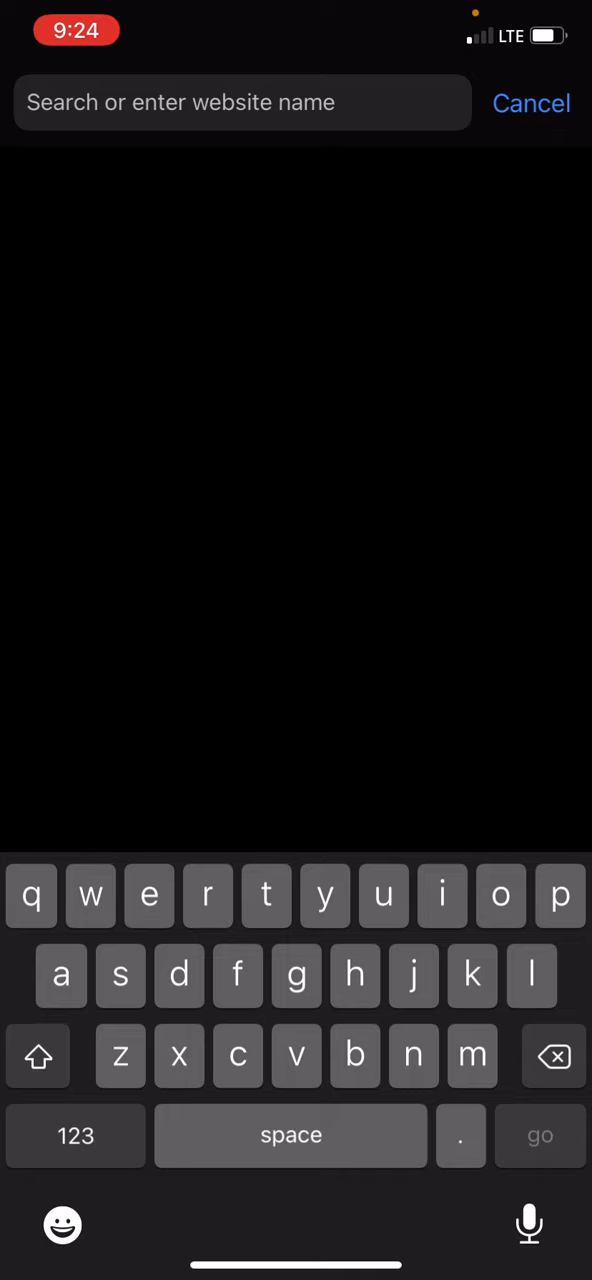 9:24
LTE
Search or enter website name Cancel
q w e r t y u i o p
a s d f g h j k l
z x c v b n m
123 space . go